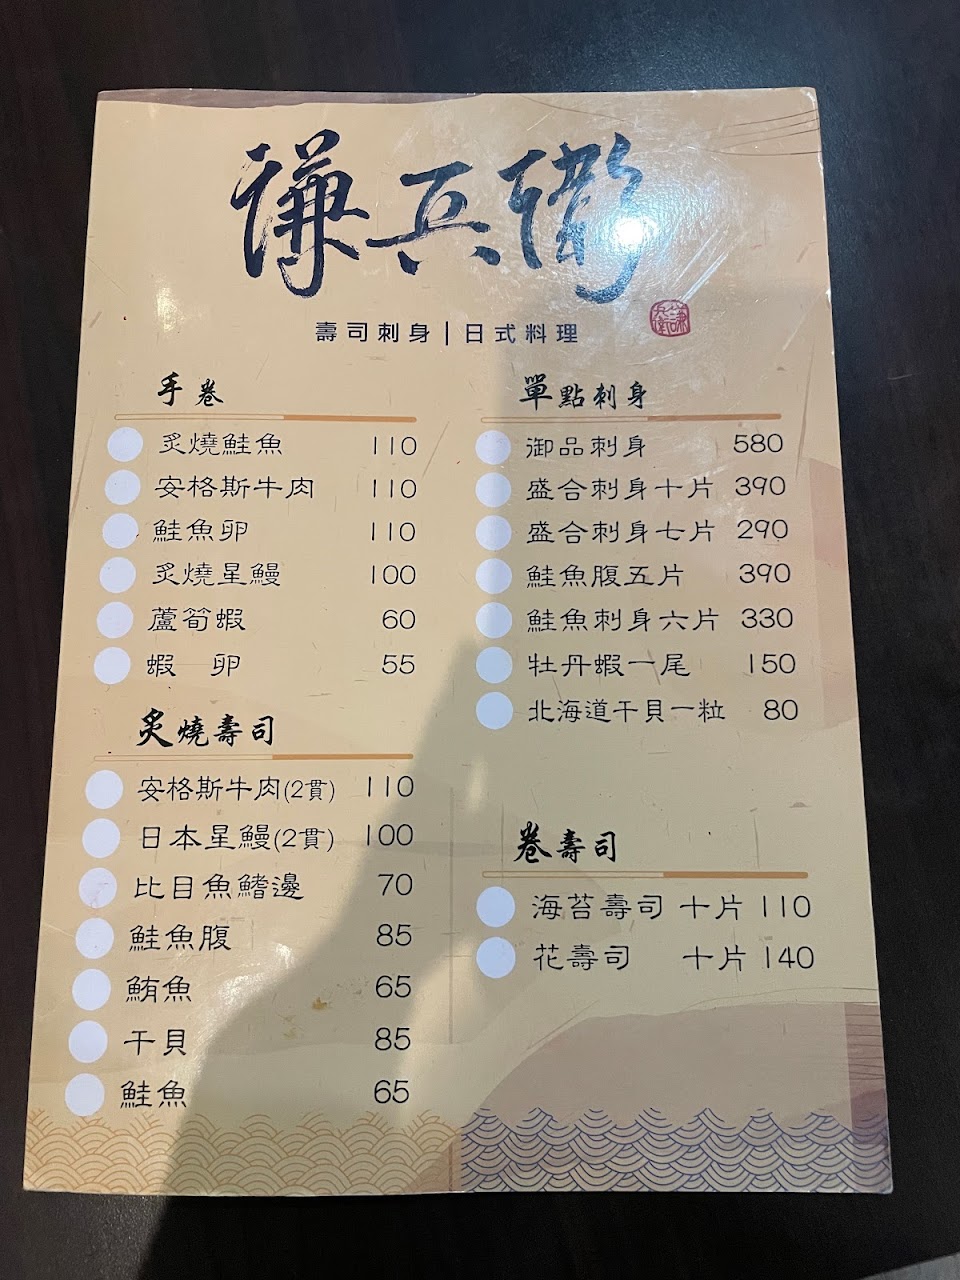 謙兵衛
壽司刺身|日式料理
手卷
炙燒鮭魚 110
安格斯牛肉 110
鮭魚卵 110
炙燒星鰻 100
蘆筍蝦 60
蝦 卵 55
炙燒壽司
安格斯牛肉(2貫) 110
日本星鰻(2貫) 100
比目魚鰭邊 70
鮭魚腹 85
鮪魚 65
干貝 85
鮭魚 65
單點刺身
御品刺身 580
盛合刺身十片 390
盛合刺身七片 290
鮭魚腹五片 390
鮭魚刺身六片 330
牡丹蝦一尾 150
北海道干貝一粒 80
卷壽司
海苔壽司 十片 110
花壽司 十片 140